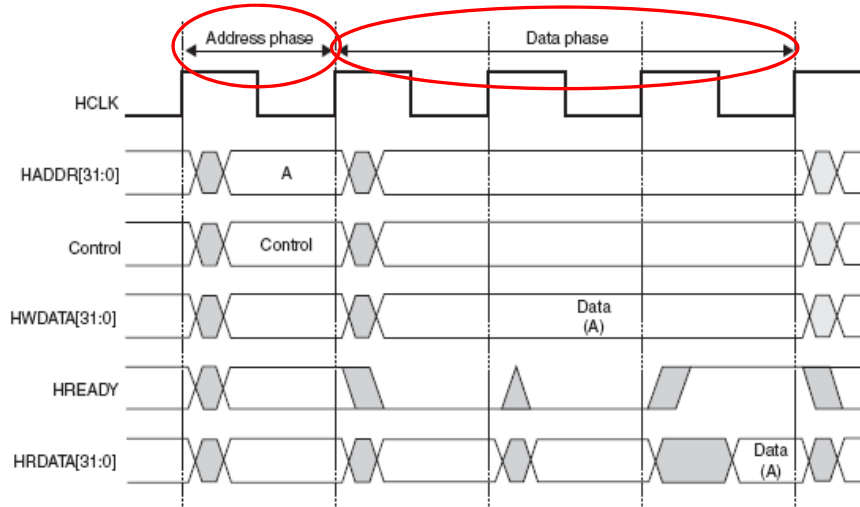 Address phase
Data phase
HCLK
HADDR[31:0]
A
Control
Control
HWDATA[31:0]
Data
(A)
HREADY
HRDATA[31:0]
Data
(A)